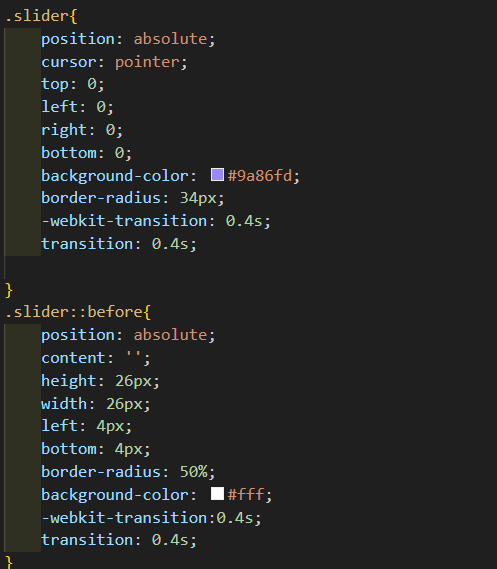 .slider{
    position: absolute;
    cursor: pointer;
    top: 0;
    left: 0;
    right: 0;
    bottom: 0;
    background-color: #9a86fd;
    border-radius: 34px;
    -webkit-transition: 0.4s;
    transition: 0.4s;

}
.slider::before{
    position: absolute;
    content: '';
    height: 26px;
    width: 26px;
    left: 4px;
    bottom: 4px;
    border-radius: 50%;
    background-color: #fff;
    -webkit-transition:0.4s;
    transition: 0.4s;
}